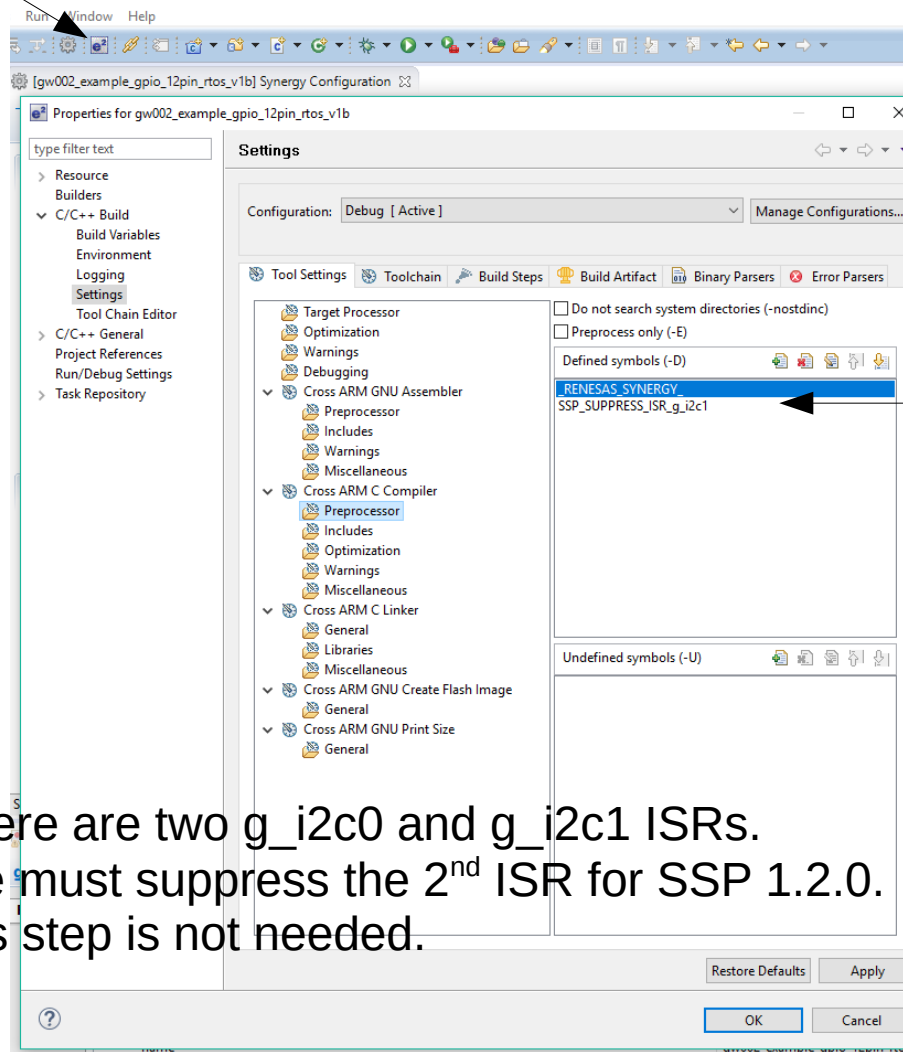 Run Window Help
[gw002_example_gpio_12pin_rtos_v1b] Synergy Configuration
Properties for gw002_example_gpio_12pin_rtos_v1b
type filter text
Settings
Resource
Builders
C/C++ Build
Build Variables
Environment
Logging
Settings
Tool Chain Editor
C/C++ General
Project References
Run/Debug Settings
Task Repository
Configuration: Debug [ Active ]
Manage Configurations...
Tool Settings Toolchain Build Steps Build Artifact Binary Parsers Error Parsers
Target Processor
Optimization
Warnings
Debugging
Cross ARM GNU Assembler
Preprocessor
Includes
Warnings
Miscellaneous
Cross ARM C Compiler
Preprocessor
Includes
Optimization
Warnings
Miscellaneous
Cross ARM C Linker
General
Libraries
Miscellaneous
Cross ARM GNU Create Flash Image
General
Cross ARM GNU Print Size
General
Do not search system directories (-nostdinc)
Preprocess only (-E)
Defined symbols (-D)
_RENESAS_SYNERGY_
SSP_SUPPRESS_ISR_g_i2c1
Undefined symbols (-U)
ere are two g_i2c0 and g_i2c1 ISRs.
e must suppress the 2nd ISR for SSP 1.2.0.
s step is not needed.
Restore Defaults Apply
OK Cancel